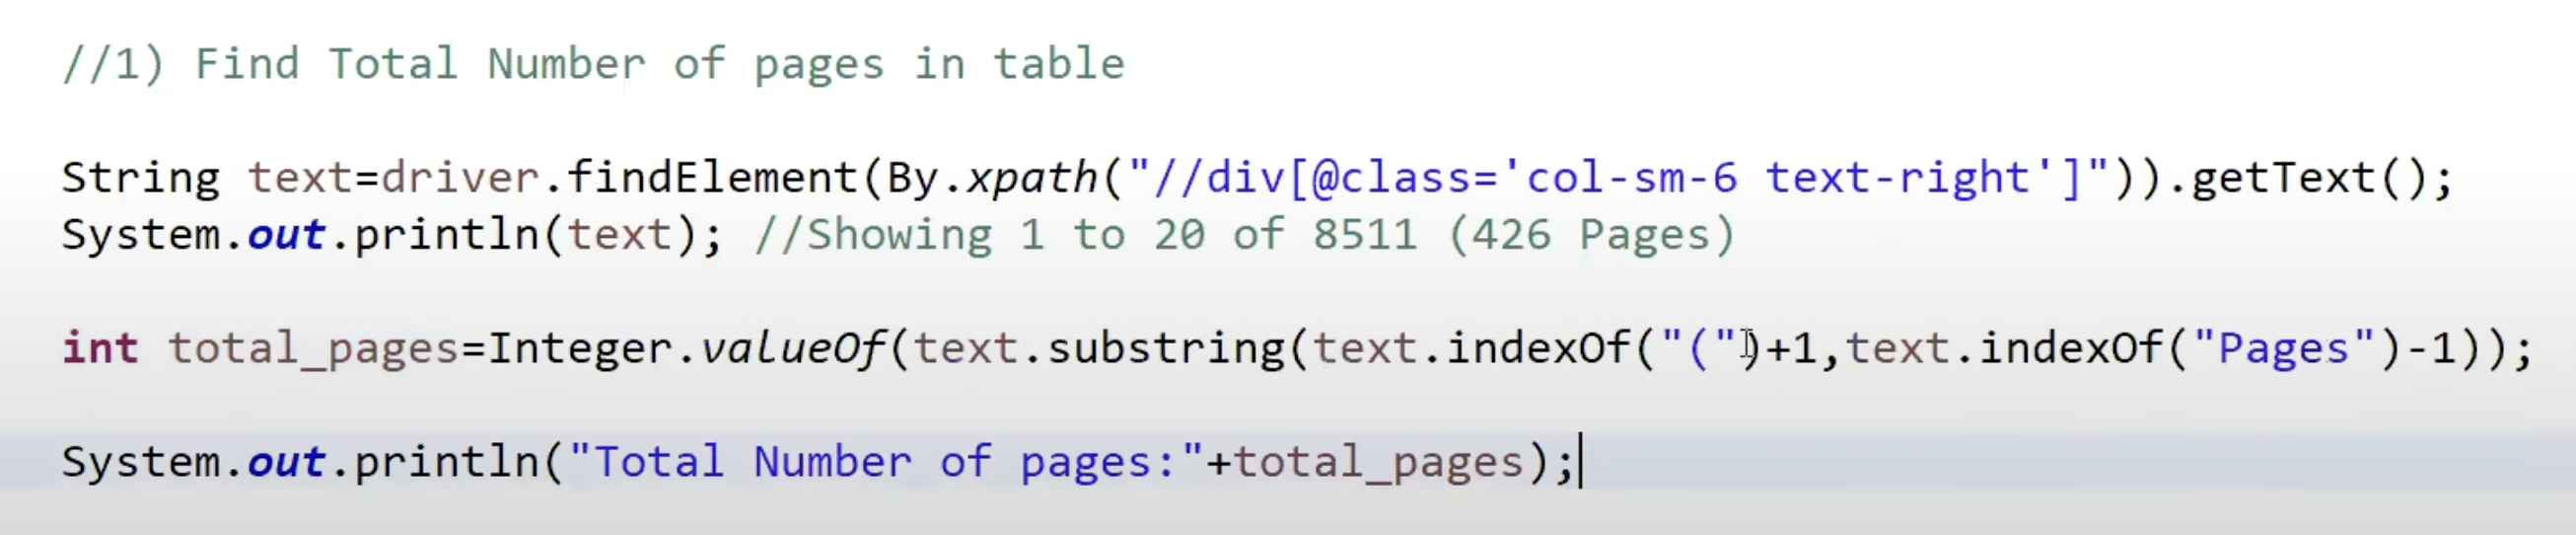 //1) Find Total Number of pages in table
String text=driver.findElement(By.xpath("//div[@class='col-sm-6 text-right']")).getText();
System.out.println(text); //Showing 1 to 20 of 8511 (426 Pages)
int total_pages=Integer.valueOf(text.substring(text.indexOf("(")+1,text.indexOf("Pages")-1));
System.out.println("Total Number of pages:"+total_pages);